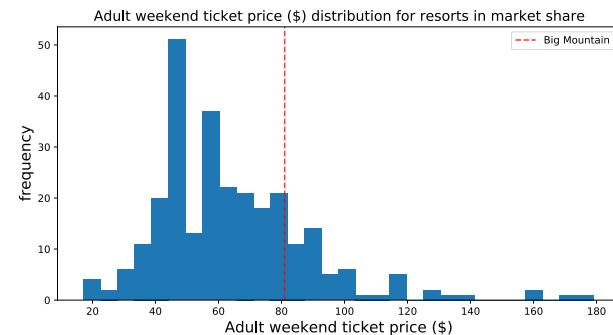 Adult weekend ticket price ($) distribution for resorts in market share
Big Mountain
frequency
50
40
30
20
10
0
20 40 60 80 100 120 140 160 180
Adult weekend ticket price ($)